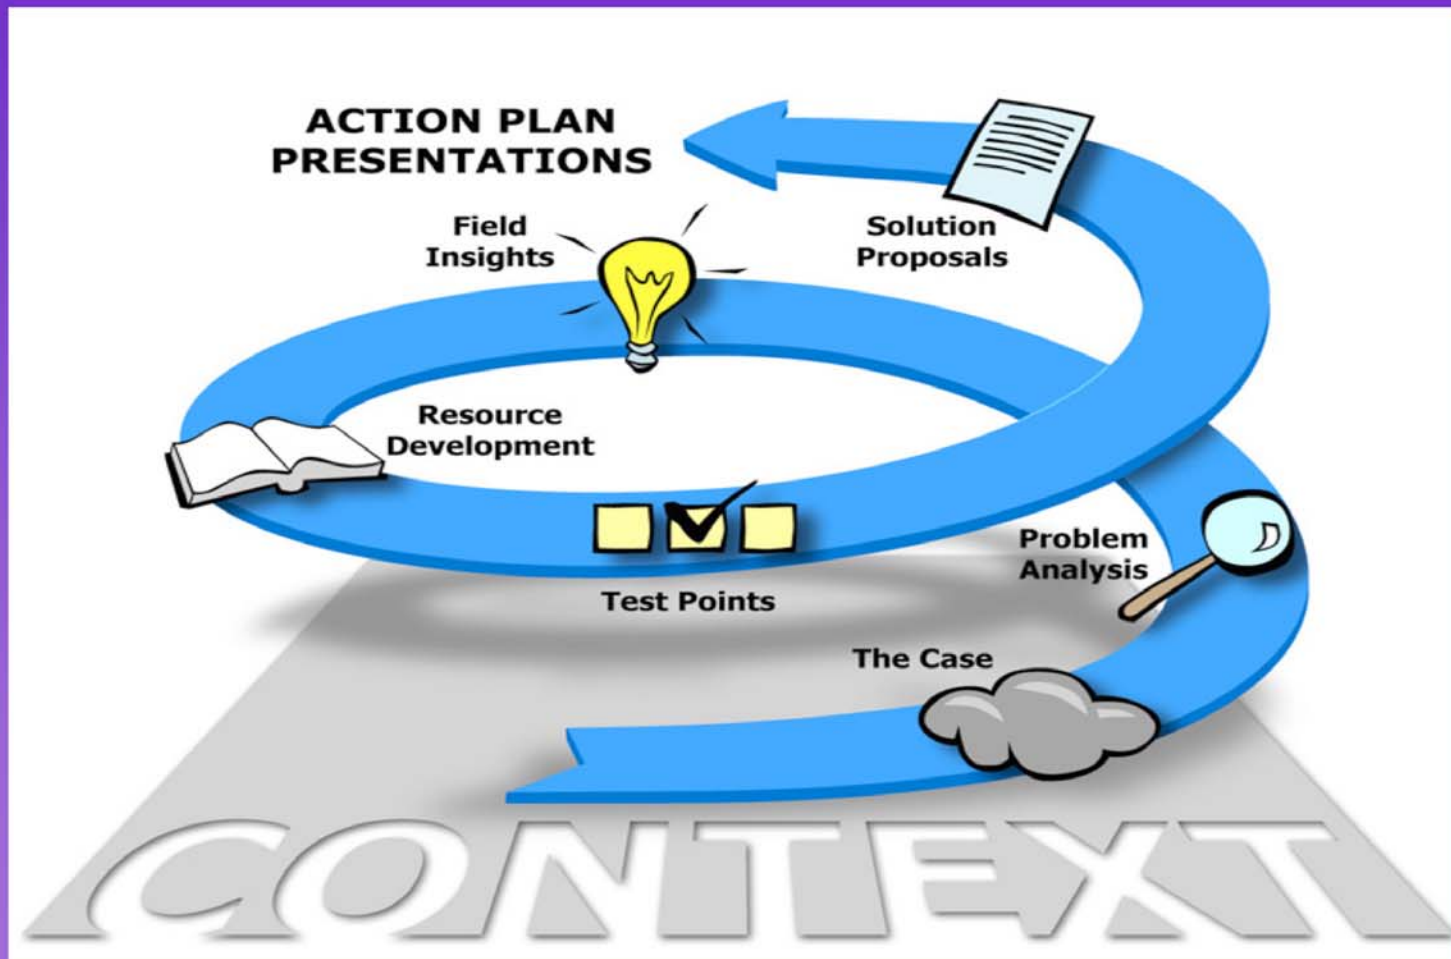 ACTION PLAN
PRESENTATIONS
Field
Insights
Solution
Proposals
Resource
Development
Problem
Analysis
Test Points
The Case
CONTEXT